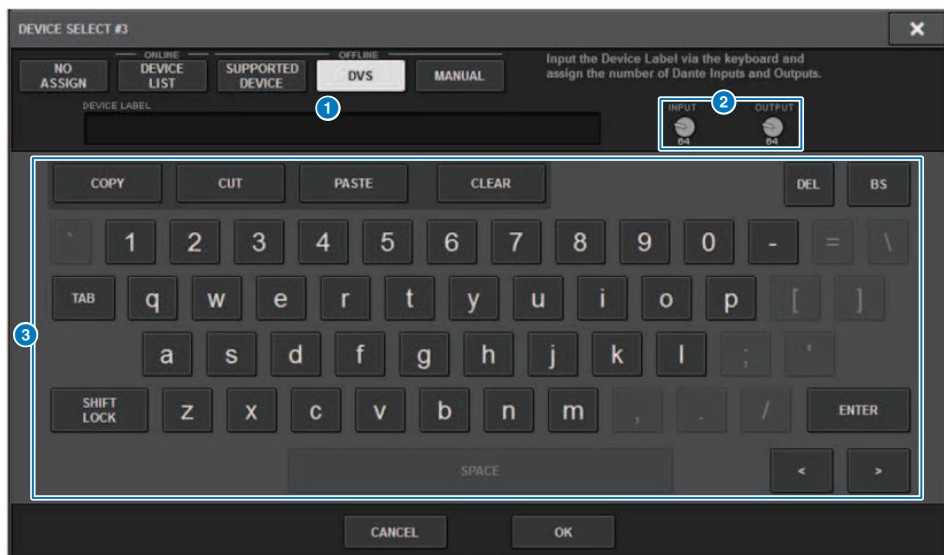 DEVICE SELECT #3 ×
ONLINE OFFLINE
NO ASSIGN DEVICE LIST SUPPORTED DEVICE DVS MANUAL
Input the Device Label via the keyboard and
assign the number of Dante Inputs and Outputs.
1 2
DEVICE LABEL INPUT OUTPUT
64 64
COPY CUT PASTE CLEAR DEL BS
` 1 2 3 4 5 6 7 8 9 0 - = \
TAB q w e r t y u i o p [ ]
3
a s d f g h j k l ; '
SHIFT LOCK z x c v b n m , . / ENTER
SPACE < >
CANCEL OK